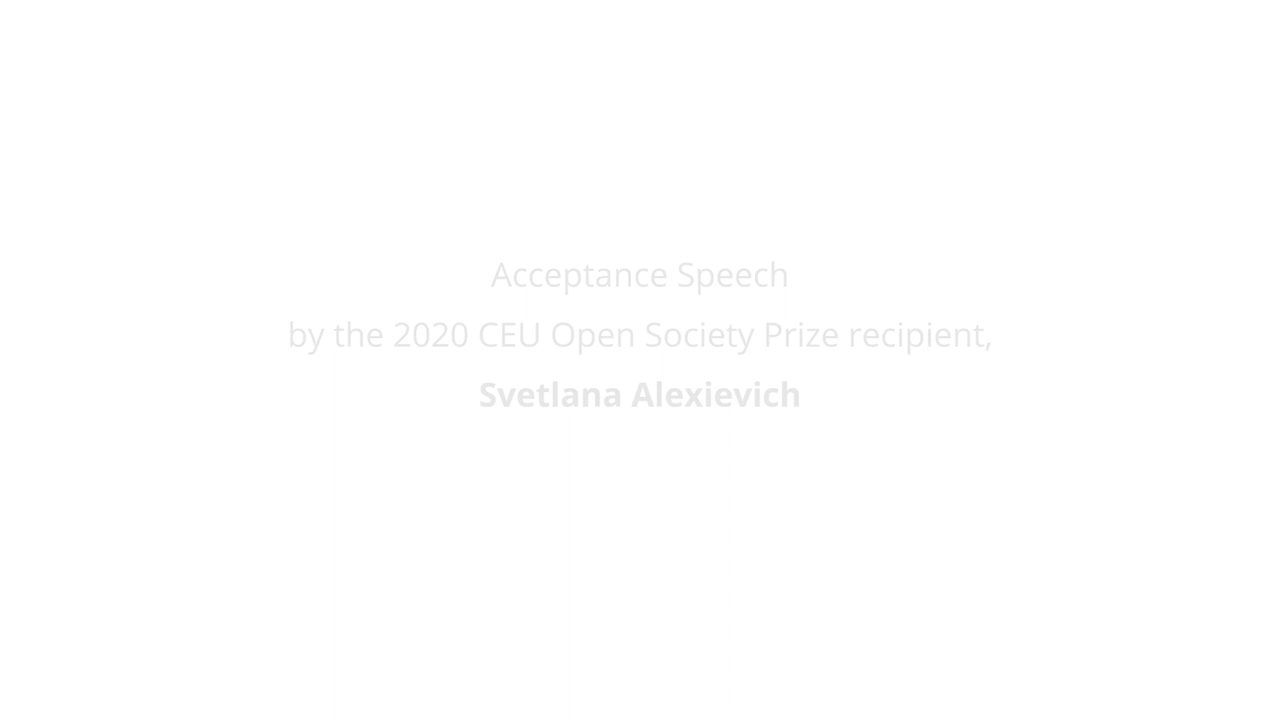 Acceptance Speech
by the 2020 CEU Open Society Prize recipient,
Svetlana Alexievich